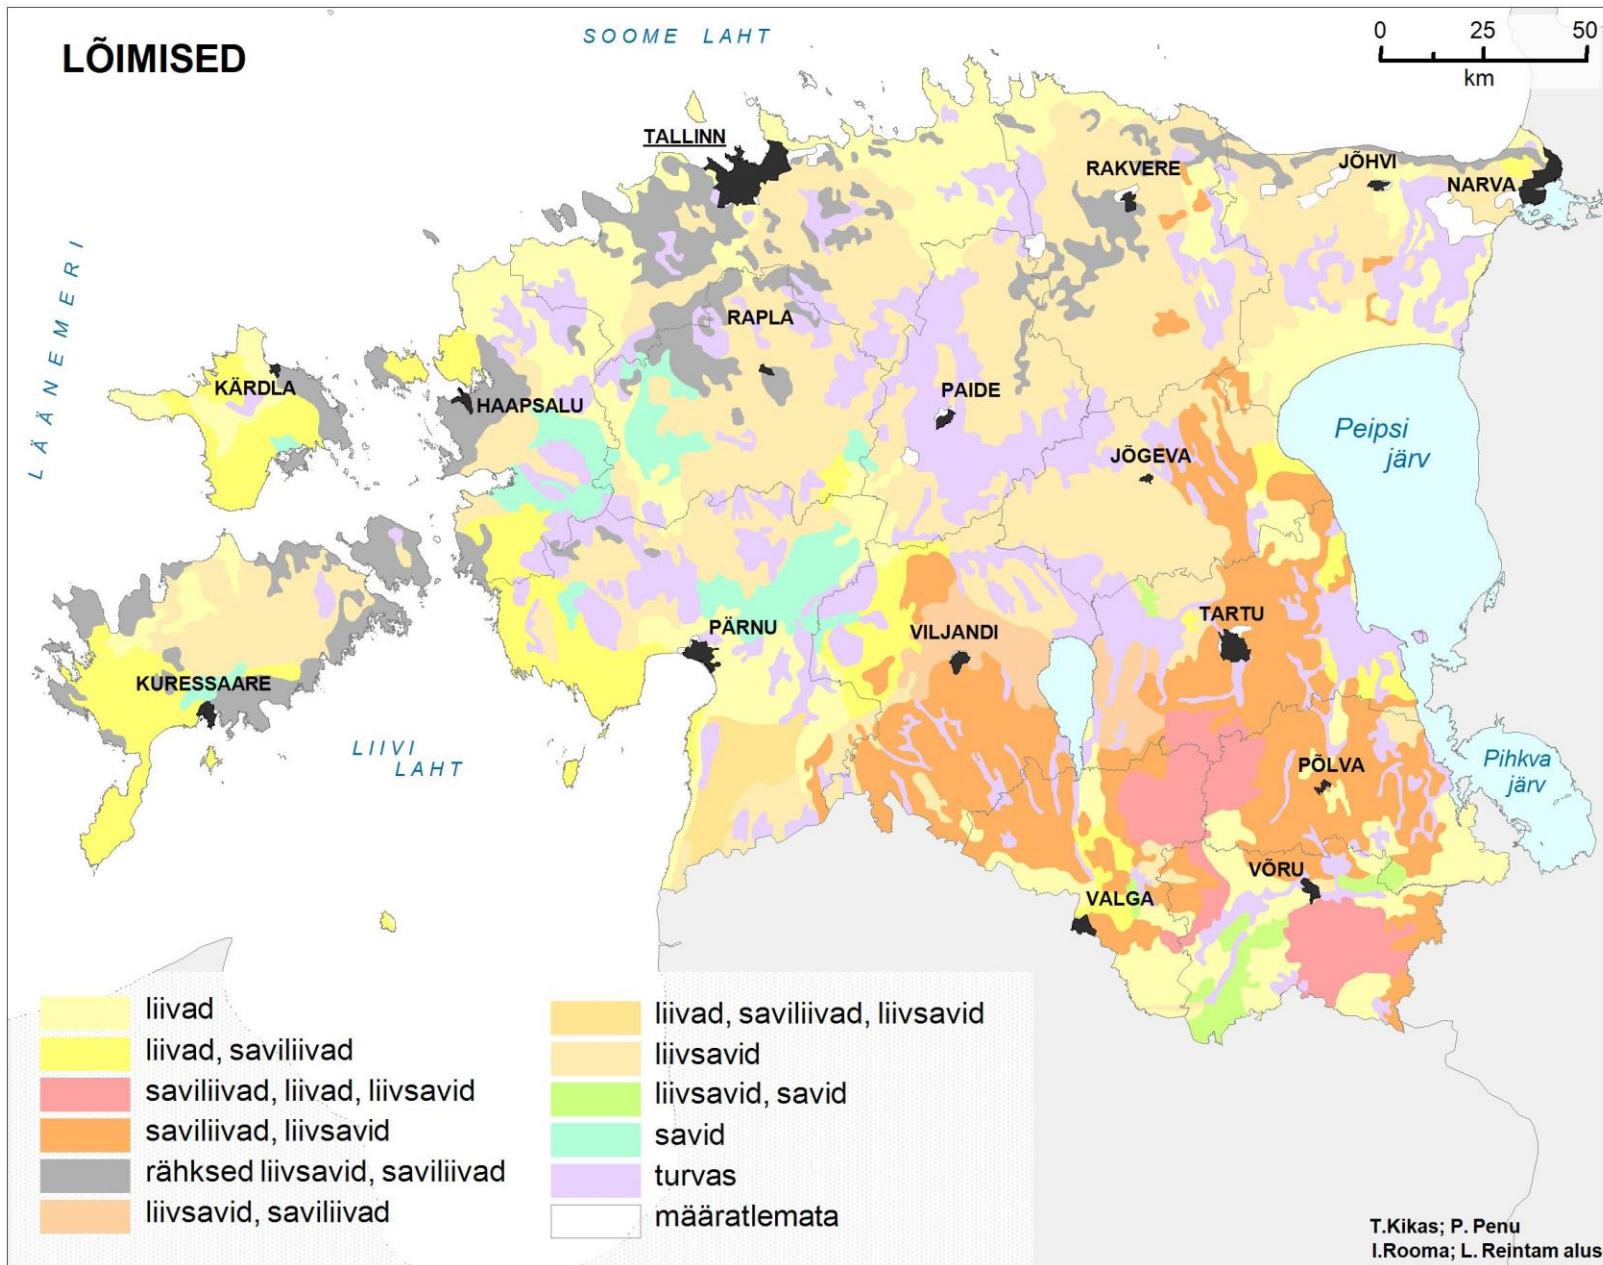 LÕIMISED
SOOME LAHT
0 25 50
km
TALLINN
RAKVERE
JÕHVI
NARVA
LÄÄNEMERI
RAPLA
KÄRDLA
HAAPSALU
PAIDE
Peipsi
järv
JÕGEVA
TARTU
PÄRNU
VILJANDI
KURESSAARE
LIIVI
LAHT
PÕLVA
Pihkva
järv
VÕRU
VALGA
liivad
liivad, saviliivad
saviliivad, liivad, liivsavid
saviliivad, liivsavid
rähksed liivsavid, saviliivad
liivsavid, saviliivad
liivad, saviliivad, liivsavid
liivsavid
liivsavid, savid
savid
turvas
määratlemata
T.Kikas; P. Penu
I.Rooma; L. Reintam alus